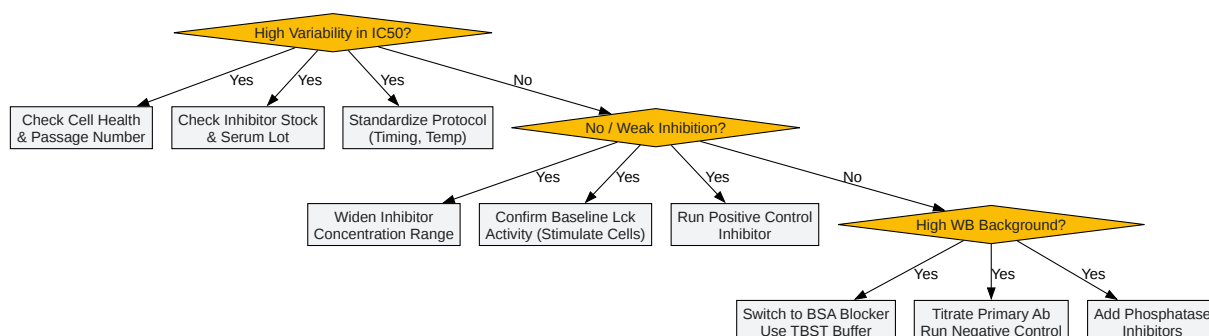 High Variability in IC50?
Yes
Yes
Yes
No
Check Cell Health
& Passage Number
Check Inhibitor Stock
& Serum Lot
Standardize Protocol
(Timing, Temp)
No / Weak Inhibition?
Yes
Yes
Yes
No
Widen Inhibitor
Concentration Range
Confirm Baseline Lck
Activity (Stimulate Cells)
Run Positive Control
Inhibitor
High WB Background?
Yes
Yes
Yes
Switch to BSA Blocker
Use TBST Buffer
Titrate Primary Ab
Run Negative Control
Add Phosphatase
Inhibitors